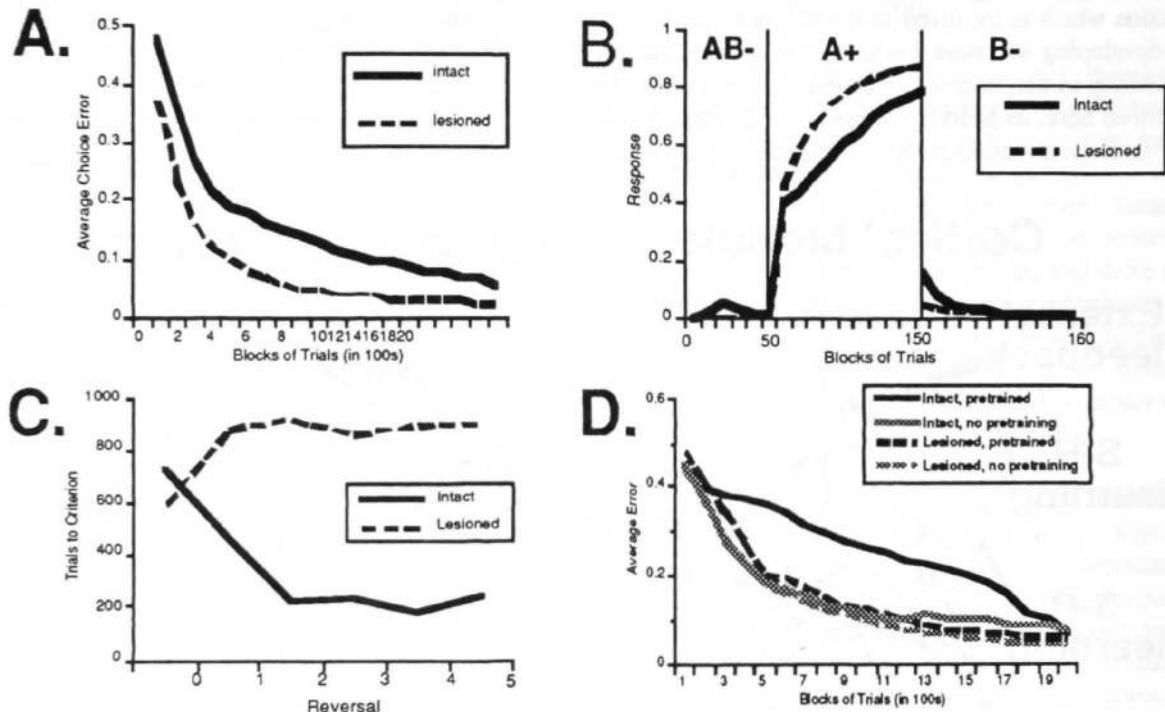 A.
0.5
0.4
0.3
0.2
0.1
0
Average Choice Error
intact
lesioned
2 4 6 8 101214161820
Blocks of Trials (in 100s)
B.
AB-
A+
B-
1
0.8
0.6
0.4
0.2
0
Response
Intact
Lesioned
0 50 150 160
Blocks of Trials
C.
1000
800
600
400
200
0
Trials to Criterion
Intact
Lesioned
0 1 2 3 4 5
Reversal
D.
Intact, pretrained
Intact, no pretraining
Lesioned, pretrained
Lesioned, no pretraining
0.6
0.4
0.2
0
Average Error
1 3 5 7 9 11 13 15 17 19
Blocks of Trials (in 100s)